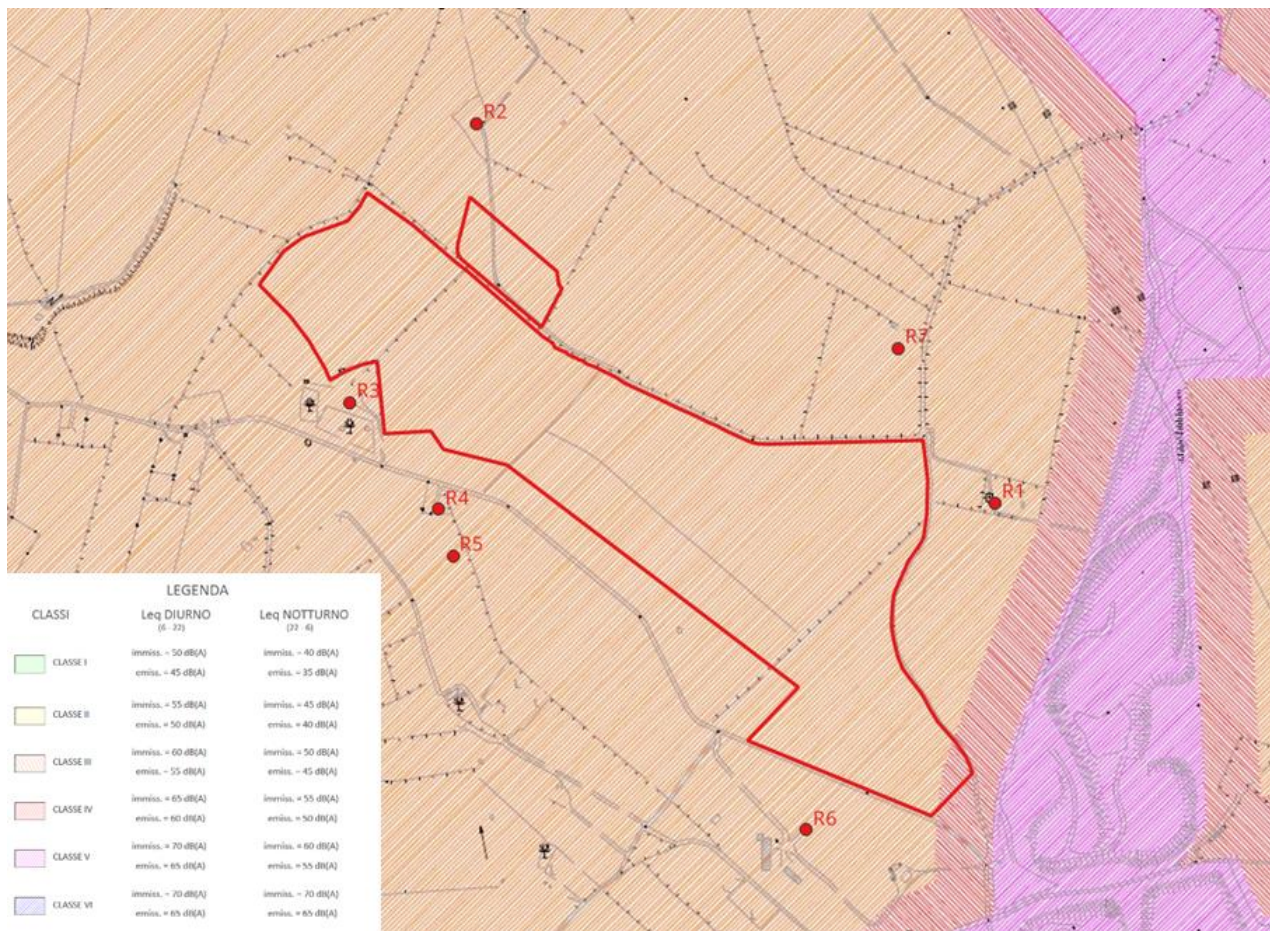 R2
R7
R3
R1
R4
R5
R6
LEGENDA
CLASSI Leq DIURNO Leq NOTTURNO
(6 - 22) (22 - 6)
immiss. = 50 dB(A) immiss. = 40 dB(A)
CLASSE I
emiss. = 45 dB(A) emiss. = 35 dB(A)
immiss. = 55 dB(A) immiss. = 45 dB(A)
CLASSE II
emiss. = 50 dB(A) emiss. = 40 dB(A)
immiss. = 60 dB(A) immiss. = 50 dB(A)
CLASSE III
emiss. = 55 dB(A) emiss. = 45 dB(A)
immiss. = 65 dB(A) immiss. = 55 dB(A)
CLASSE IV
emiss. = 60 dB(A) emiss. = 50 dB(A)
immiss. = 70 dB(A) immiss. = 60 dB(A)
CLASSE V
emiss. = 65 dB(A) emiss. = 55 dB(A)
immiss. = 70 dB(A) immiss. = 70 dB(A)
CLASSE VI
emiss. = 65 dB(A) emiss. = 65 dB(A)